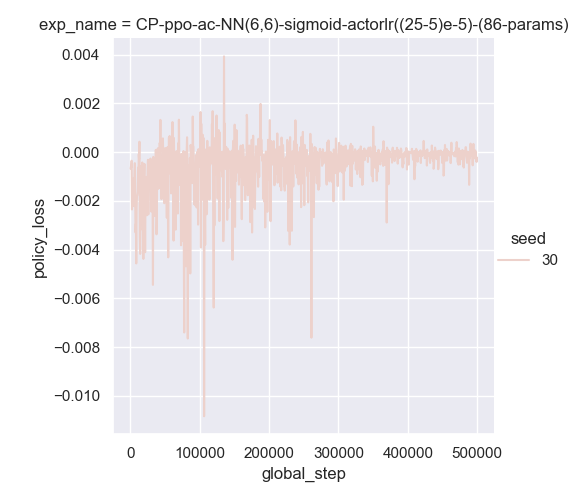 exp_name = CP-ppo-ac-NN(6,6)-sigmoid-actorlr((25-5)e-5)-(86-params)
0.004
0.002
0.000
−0.002
−0.004
−0.006
−0.008
−0.010
policy_loss
seed
30
0 100000 200000 300000 400000 500000
global_step